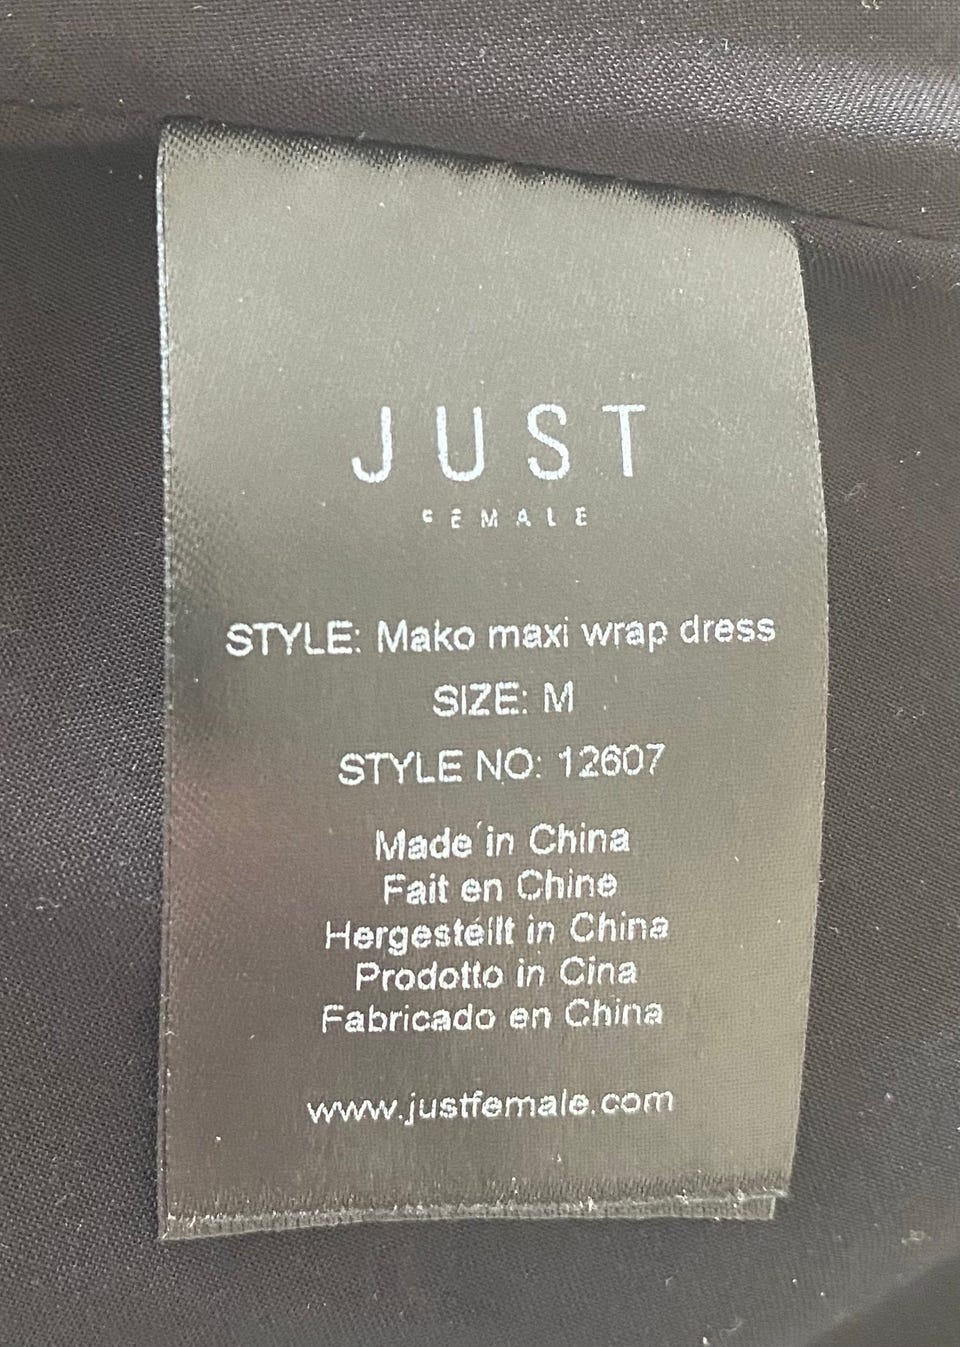 JUST
FEMALE
STYLE: Mako maxi wrap dress
SIZE: M
STYLE NO: 12607
Made in China
Fait en Chine
Hergestellt in China
Prodotto in Cina
Fabricado en China
www.justfemale.com